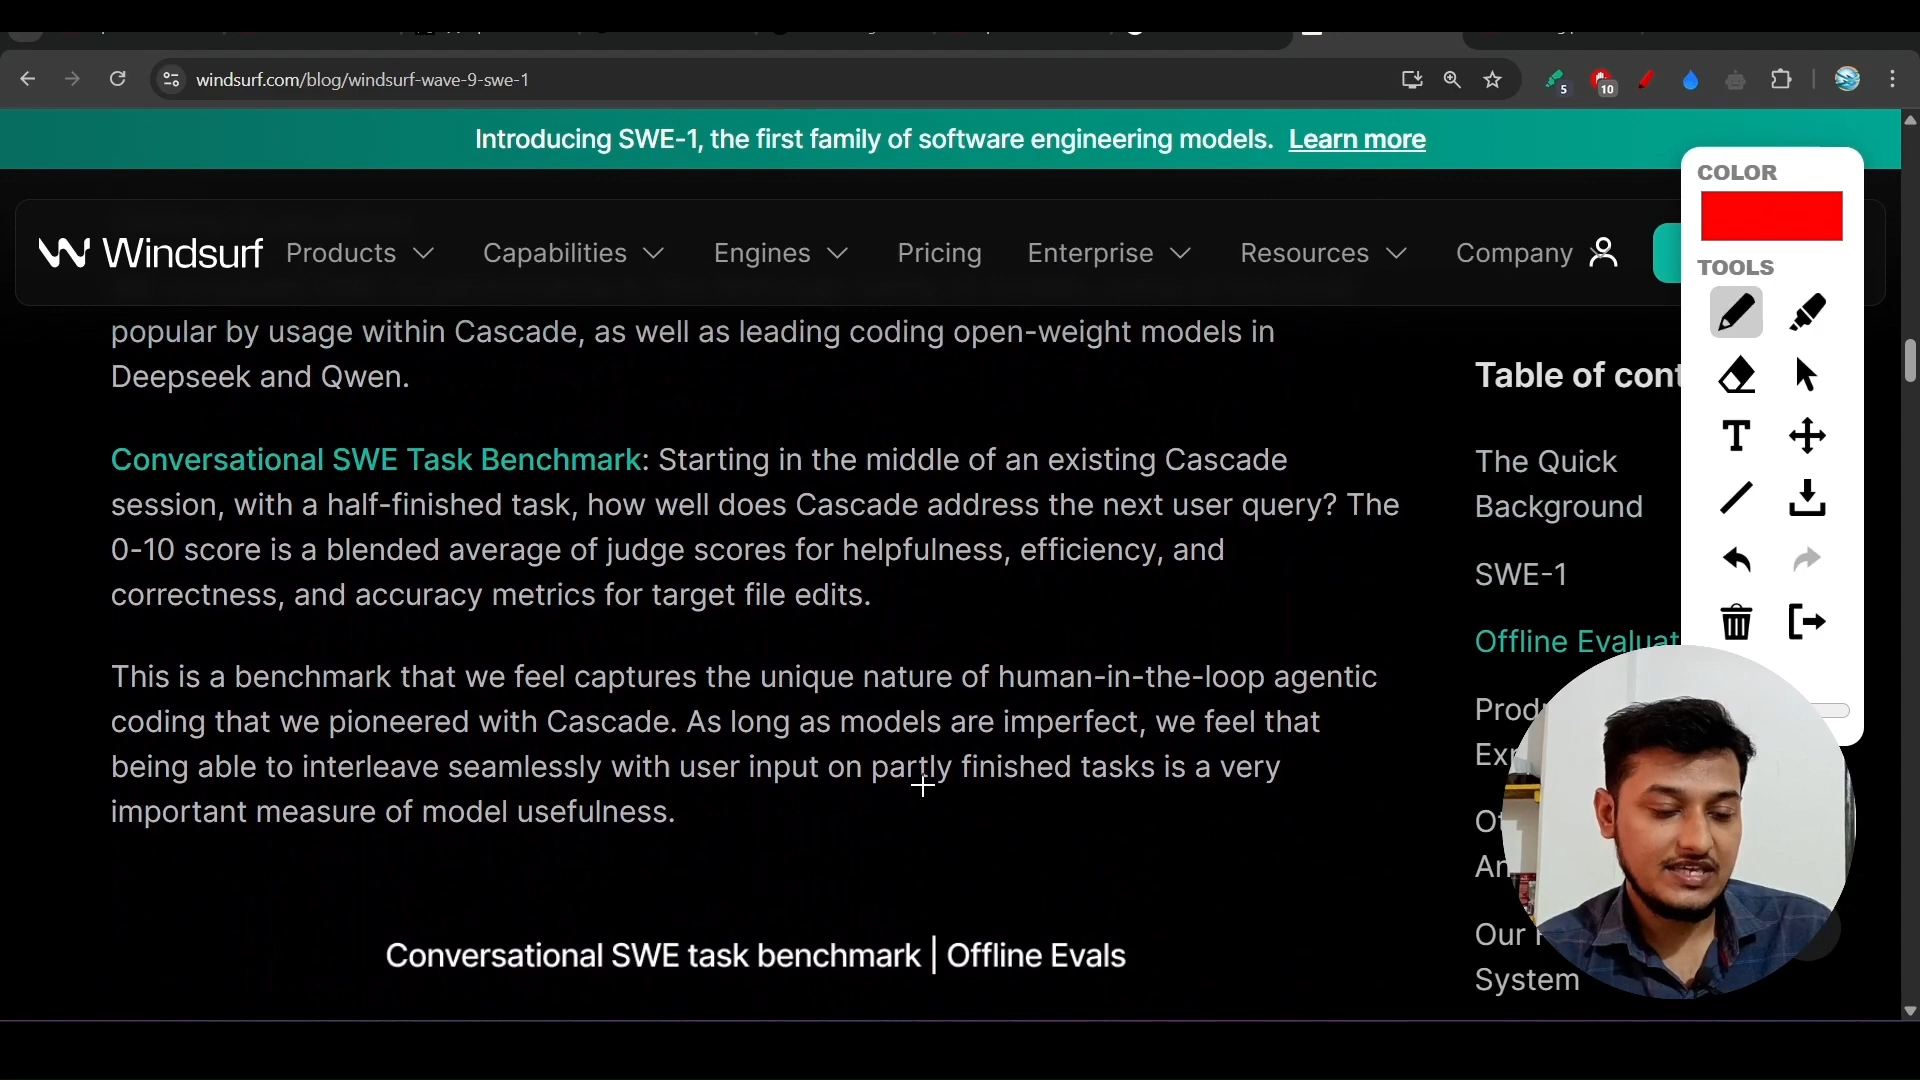 windsurf.com/blog/windsurf-wave-9-swe-1
5
10
Introducing SWE-1, the first family of software engineering models. Learn more
Windsurf
Products
Capabilities
Engines
Pricing
Enterprise
Resources
Company
COLOR
TOOLS
popular by usage within Cascade, as well as leading coding open-weight models in
Deepseek and Qwen.
Conversational SWE Task Benchmark: Starting in the middle of an existing Cascade
session, with a half-finished task, how well does Cascade address the next user query? The
0-10 score is a blended average of judge scores for helpfulness, efficiency, and
correctness, and accuracy metrics for target file edits.
This is a benchmark that we feel captures the unique nature of human-in-the-loop agentic
coding that we pioneered with Cascade. As long as models are imperfect, we feel that
being able to interleave seamlessly with user input on partly finished tasks is a very
important measure of model usefulness.
Conversational SWE task benchmark | Offline Evals
Table of cont
The Quick
Background
SWE-1
Offline Evaluat
Prod
Our
System